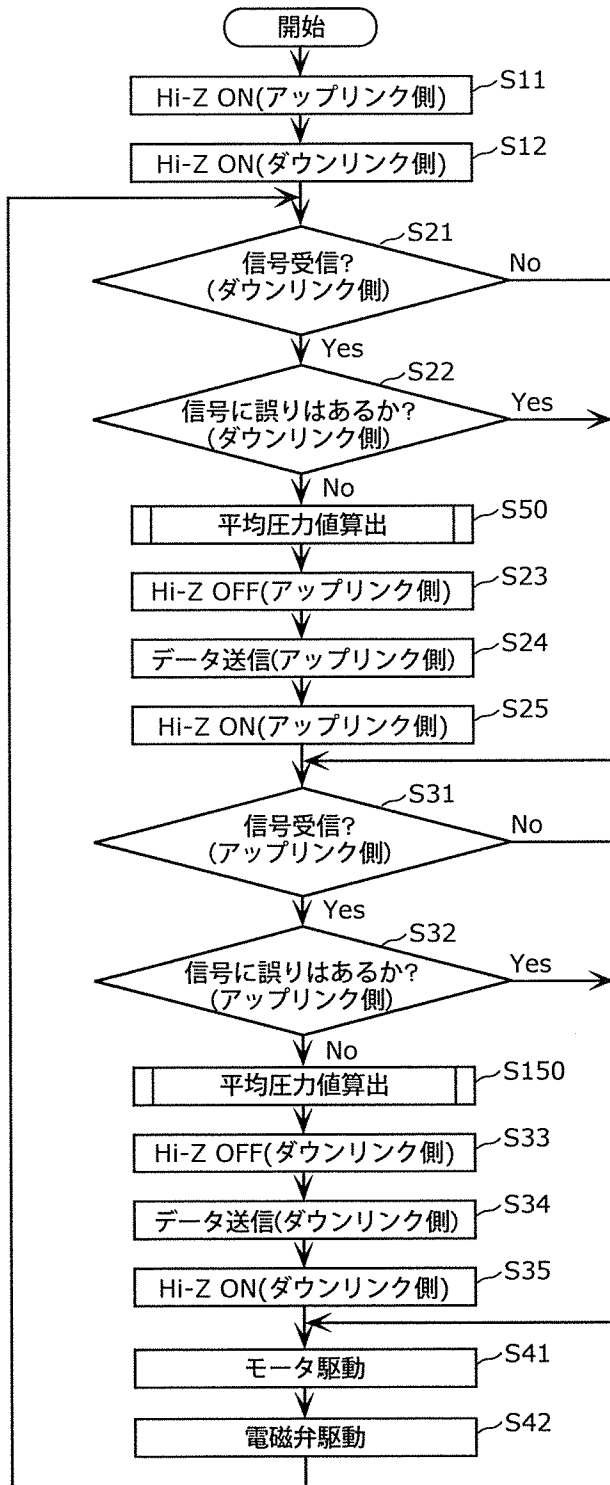 開始
Hi-Z ON(アップリンク側)
S11
Hi-Z ON(ダウンリンク側)
S12
S21
信号受信?
(ダウンリンク側)
No
Yes
S22
信号に誤りはあるか?
(ダウンリンク側)
Yes
No
平均圧力値算出
S50
Hi-Z OFF(アップリンク側)
S23
データ送信(アップリンク側)
S24
Hi-Z ON(アップリンク側)
S25
S31
信号受信?
(アップリンク側)
No
Yes
S32
信号に誤りはあるか?
(アップリンク側)
Yes
No
平均圧力値算出
S150
Hi-Z OFF(ダウンリンク側)
S33
データ送信(ダウンリンク側)
S34
Hi-Z ON(ダウンリンク側)
S35
モータ駆動
S41
電磁弁駆動
S42